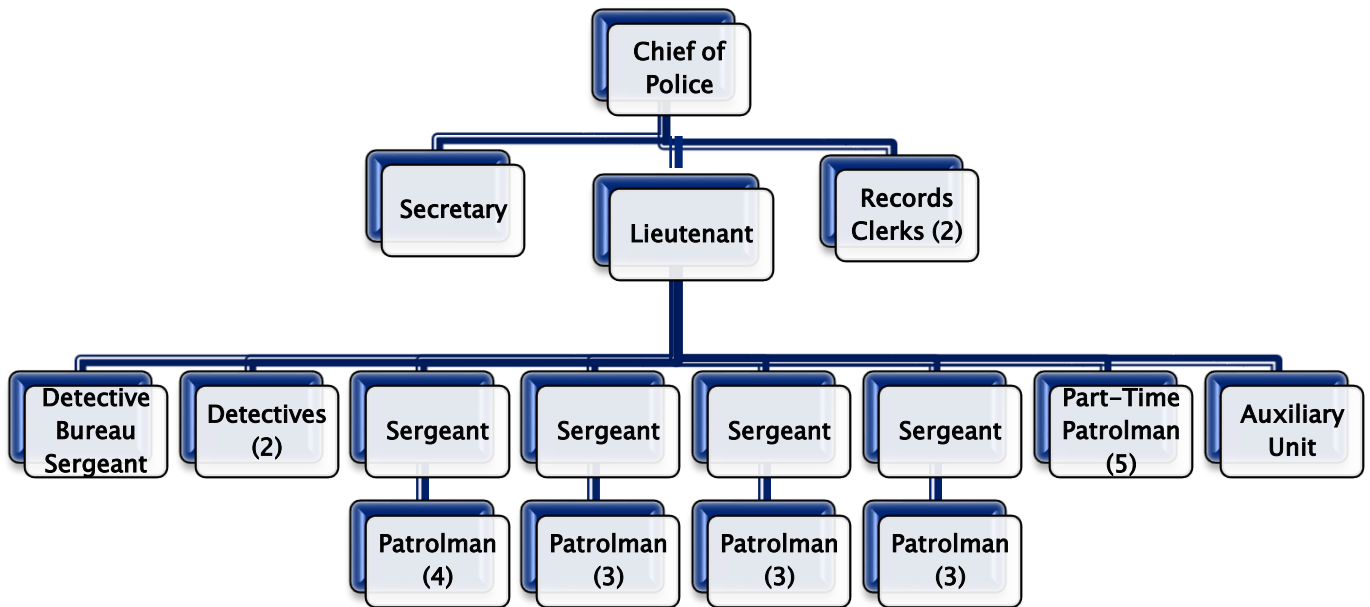 Chief of
Police
Secretary
Lieutenant
Records
Clerks (2)
Detective
Bureau
Sergeant
Detectives
(2)
Sergeant
Sergeant
Sergeant
Sergeant
Part-Time
Patrolman
(5)
Auxiliary
Unit
Patrolman
(4)
Patrolman
(3)
Patrolman
(3)
Patrolman
(3)